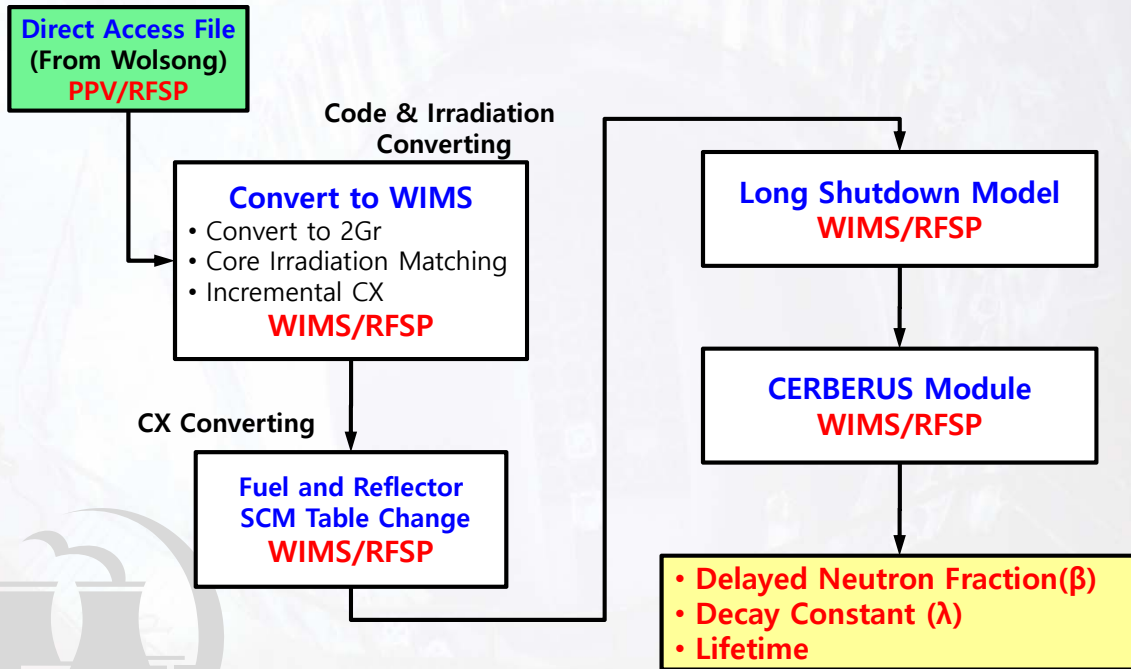 Direct Access File
(From Wolsong)
PPV/RFSP
Code & Irradiation
Converting
Convert to WIMS
• Convert to 2Gr
• Core Irradiation Matching
• Incremental CX
WIMS/RFSP
CX Converting
Fuel and Reflector
SCM Table Change
WIMS/RFSP
Long Shutdown Model
WIMS/RFSP
CERBERUS Module
WIMS/RFSP
• Delayed Neutron Fraction(β)
• Decay Constant (λ)
• Lifetime